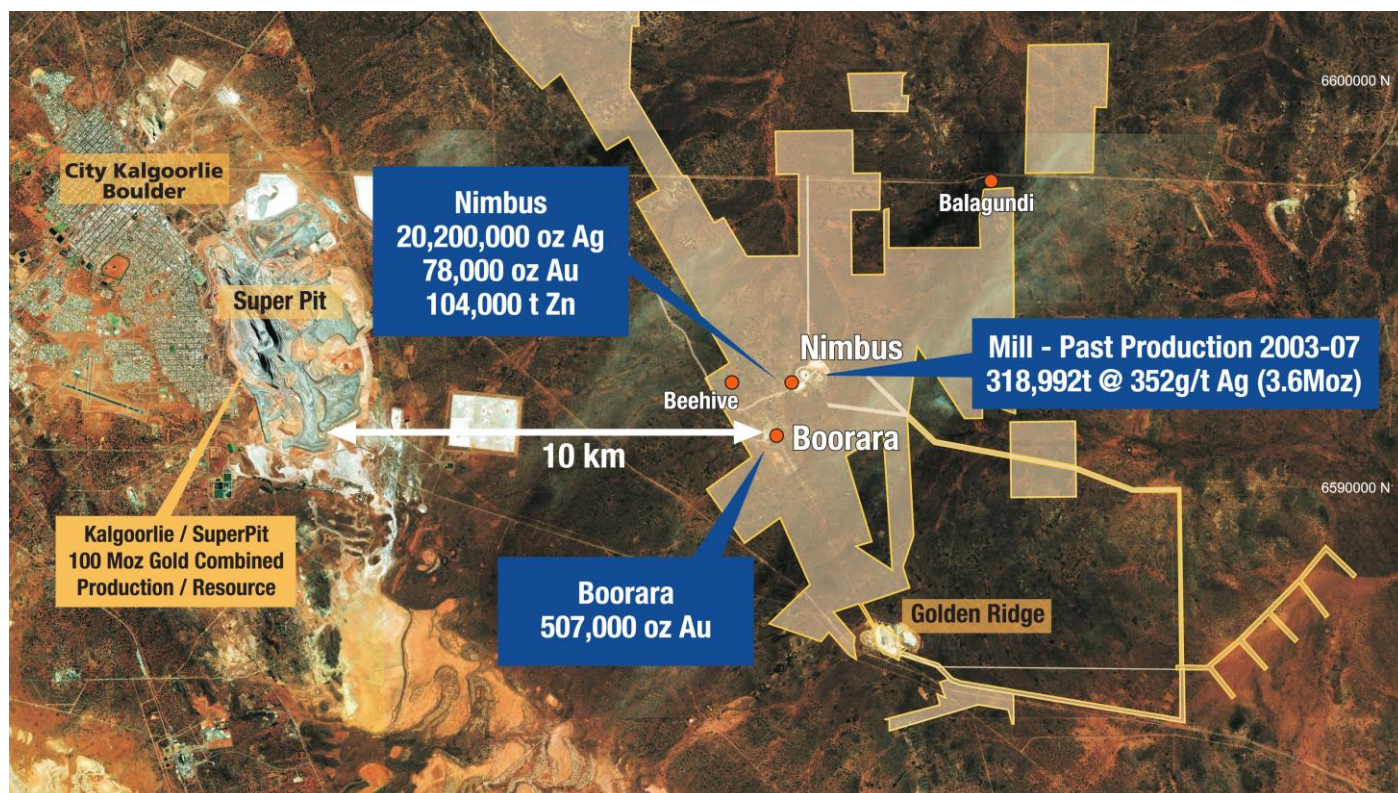 6600000 N
City Kalgoorlie
Boulder
Nimbus
20,200,000 oz Ag
78,000 oz Au
104,000 t Zn
Balagundi
Super Pit
Nimbus
Mill - Past Production 2003-07
318,992t @ 352g/t Ag (3.6Moz)
Beehive
Boorara
10 km
6590000 N
Kalgoorlie / SuperPit
100 Moz Gold Combined
Production / Resource
Boorara
507,000 oz Au
Golden Ridge